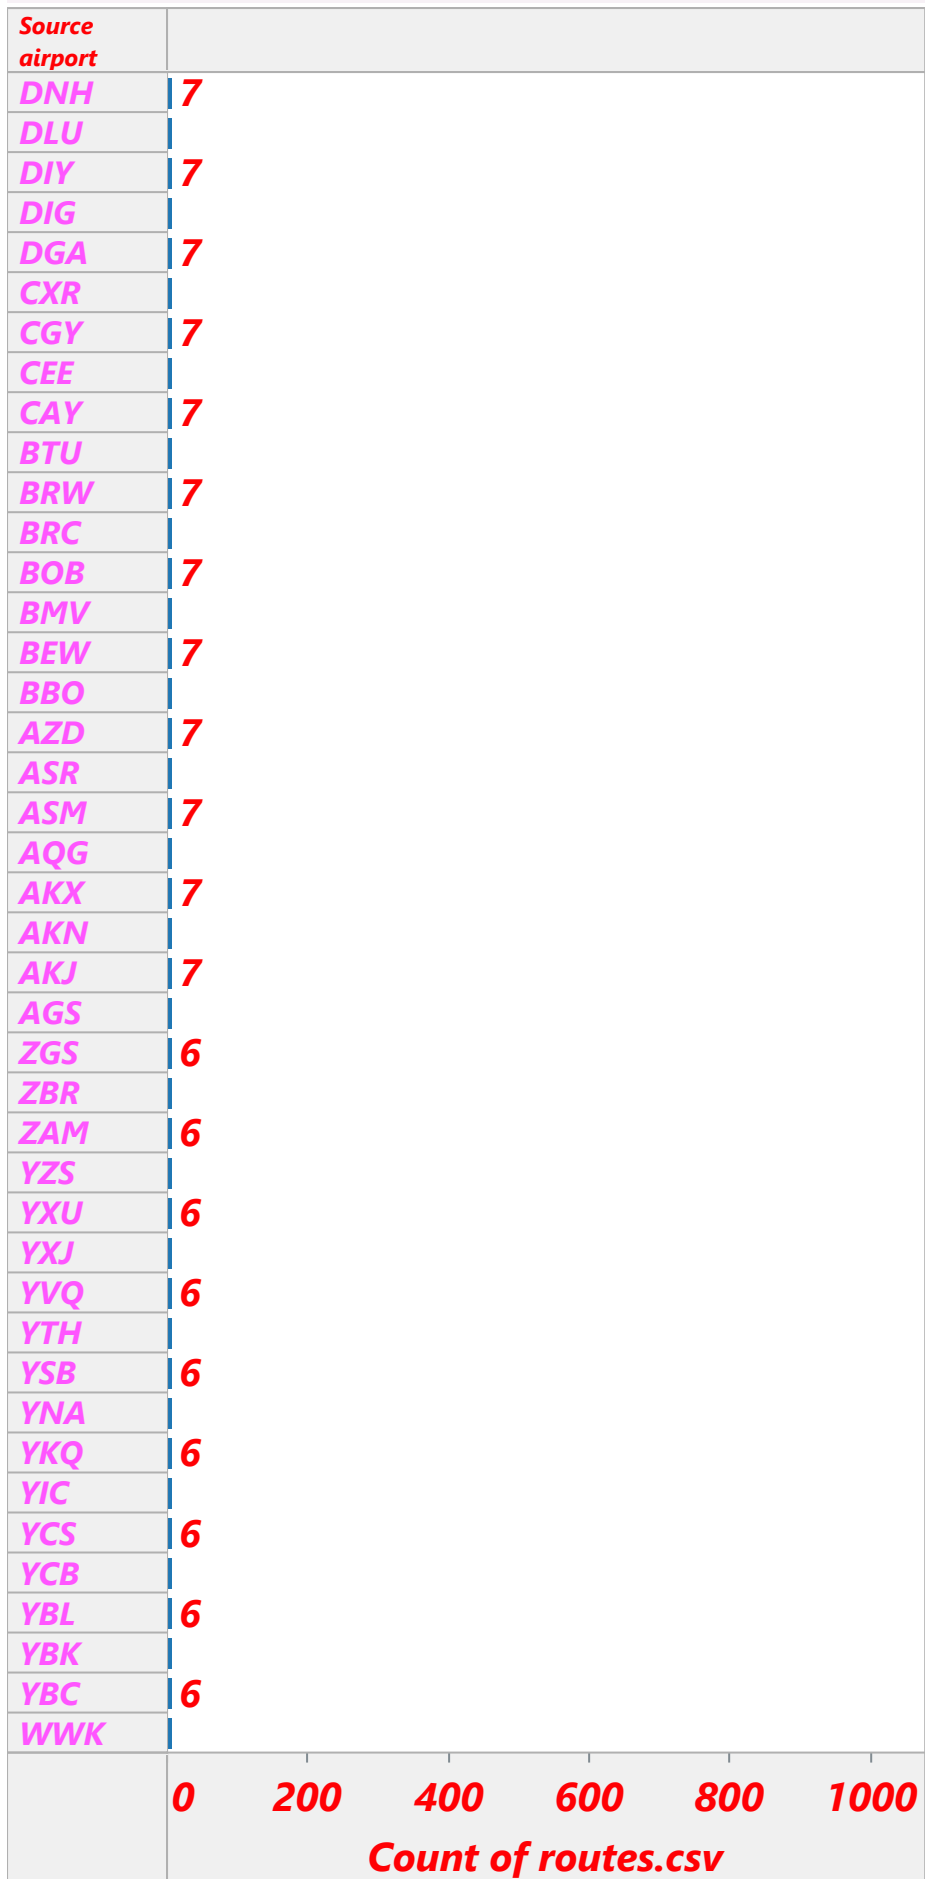 Source
airport
DNH 7
DLU
DIY 7
DIG
DGA 7
CXR
CGY 7
CEE
CAY 7
BTU
BRW 7
BRC
BOB 7
BMV
BEW 7
BBO
AZD 7
ASR
ASM 7
AQG
AKX 7
AKN
AKJ 7
AGS
ZGS 6
ZBR
ZAM 6
YZS
YXU 6
YXJ
YVQ 6
YTH
YSB 6
YNA
YKQ 6
YIC
YCS 6
YCB
YBL 6
YBK
YBC 6
WWK
0 200 400 600 800 1000
Count of routes.csv